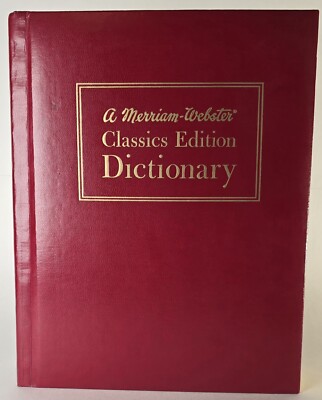 A Merriam-Webster®
Classics Edition
Dictionary